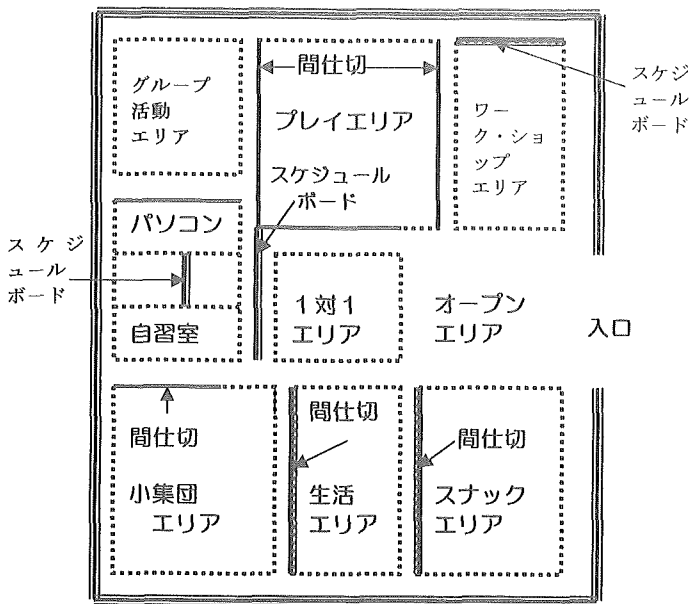 グループ
活動
エリア
間仕切
プレイエリア
ワー
ク・ショ
ップ
エリア
スケジ
ュール
ボード
スケジュール
ボード
パソコン
スケジ
ュール
ボード
自習室
1対1
エリア
オープン
エリア
入口
間仕切
小集団
エリア
間仕切
生活
エリア
間仕切
スナック
エリア